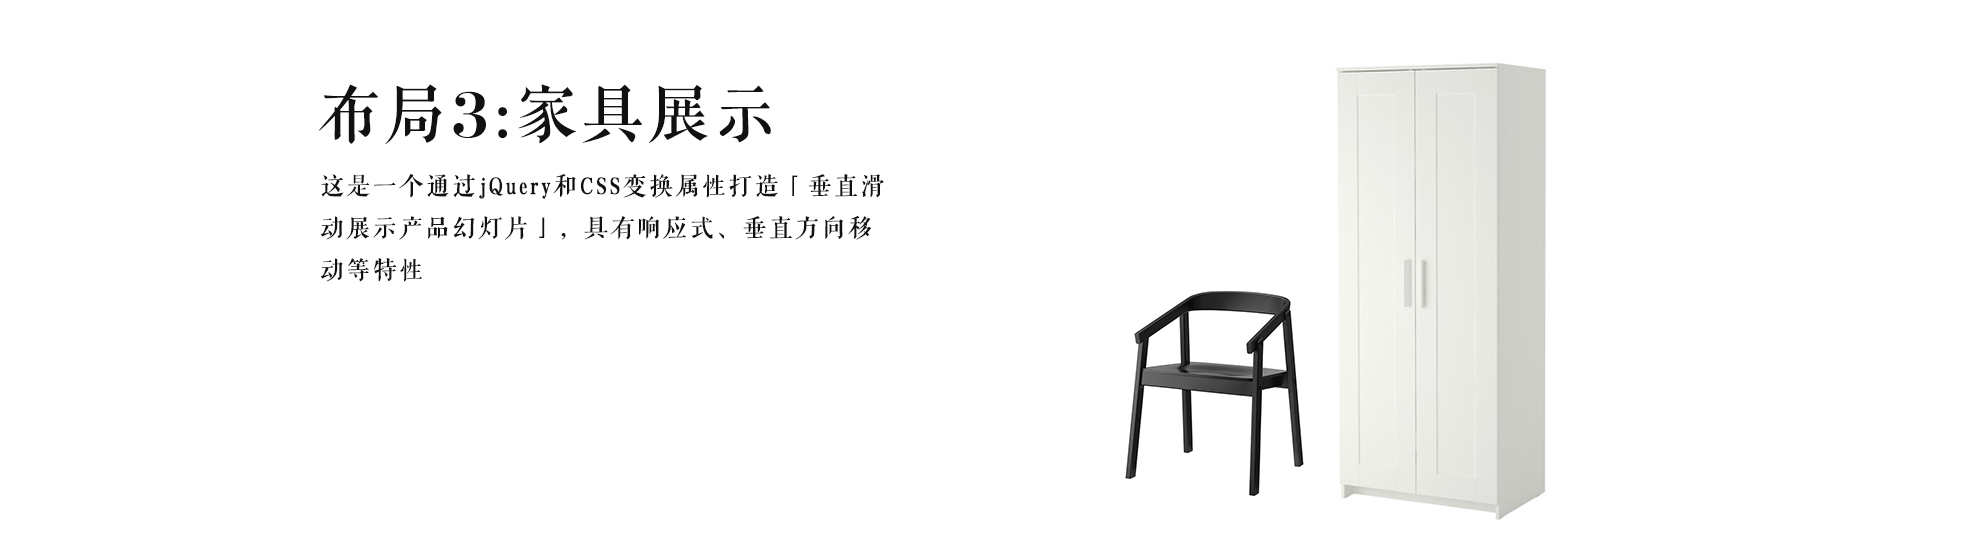 布局3:家具展示
这是一个通过jQuery和CSS变换属性打造「垂直滑
动展示产品幻灯片」，具有响应式、垂直方向移
动等特性